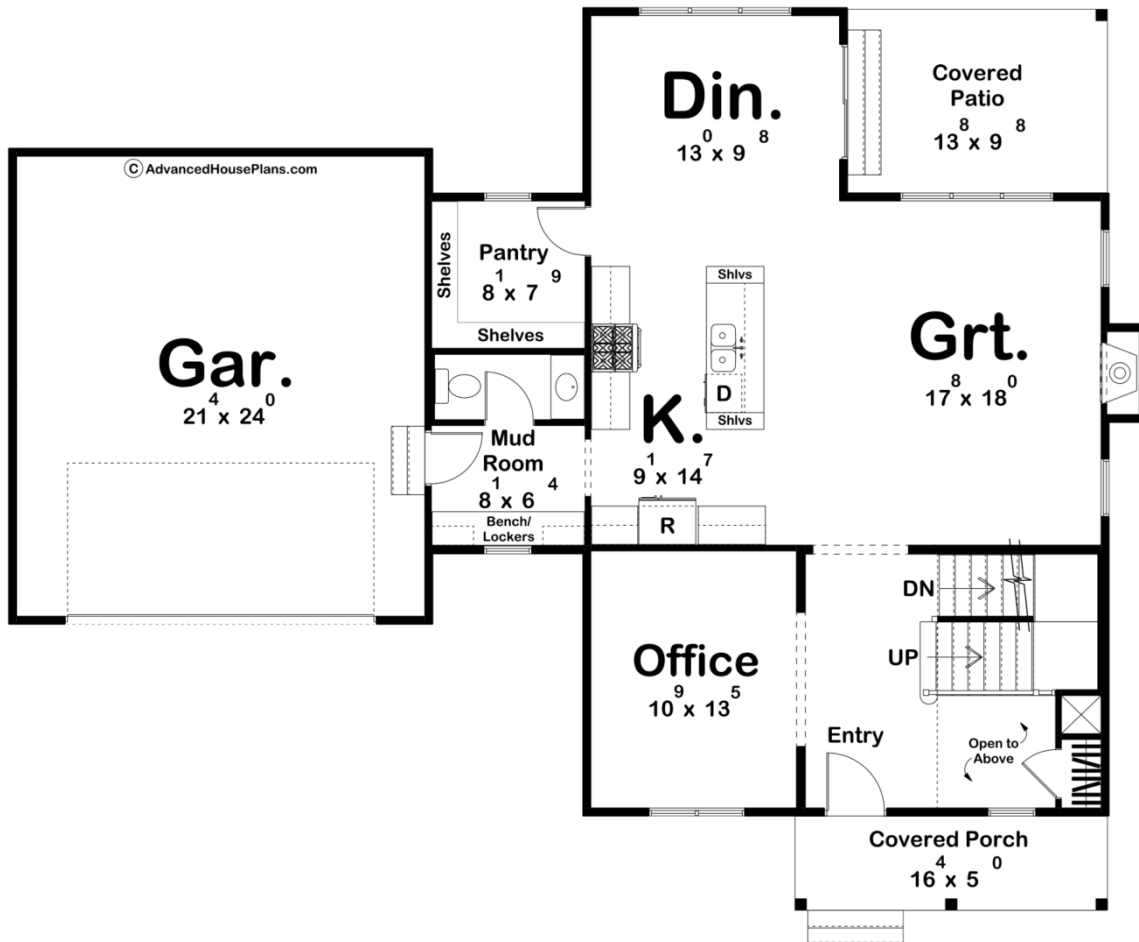 Din.
13⁰ x 9⁸
Covered
Patio
13⁸ x 9⁸
© AdvancedHousePlans.com
Shelves
Pantry
8¹ x 7⁹
Shelves
Shlvs
Gar.
21⁴ x 24⁰
Grt.
17⁸ x 18⁰
D
Shlvs
K.
9¹ x 14⁷
Mud
Room
8¹ x 6⁴
Bench/
Lockers
R
DN
UP
Office
10⁹ x 13⁵
Entry
Open to
Above
Covered Porch
16⁴ x 5⁰